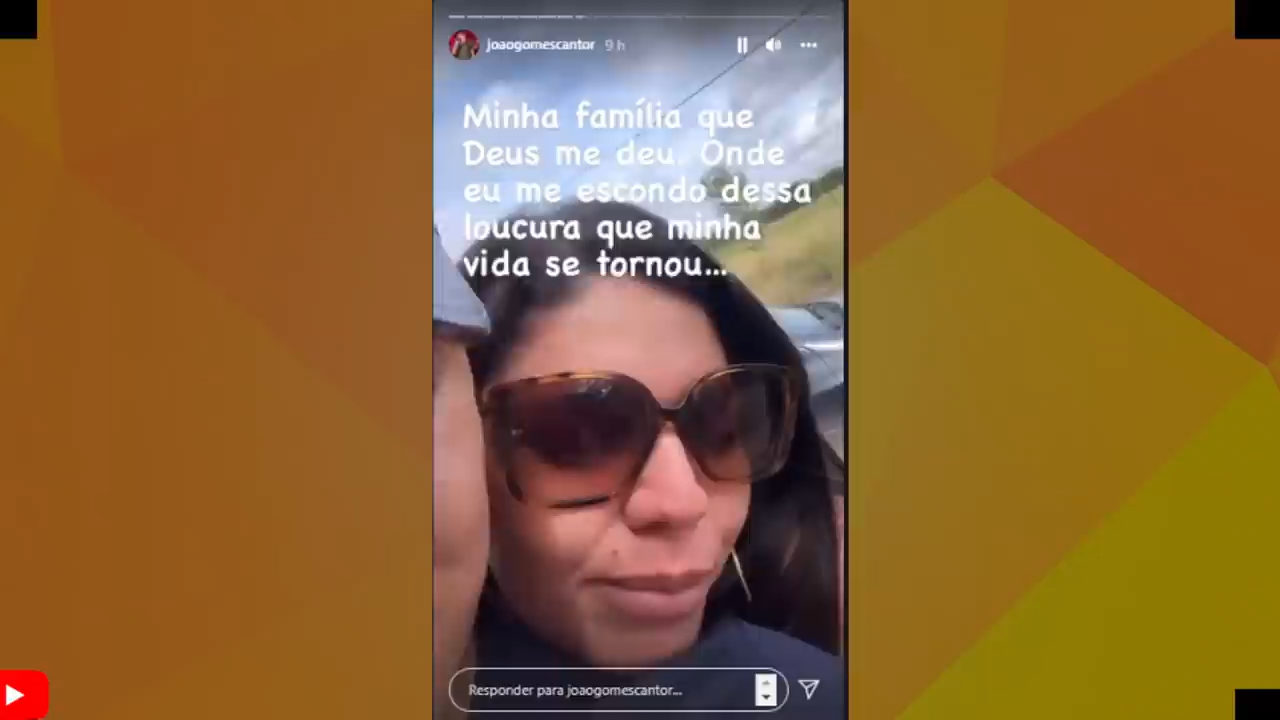 joaogomescantor 9 h
Minha família que
Deus me deu. Onde
eu me escondo dessa
loucura que minha
vida se tornou...
Responder para joaogomescantor...